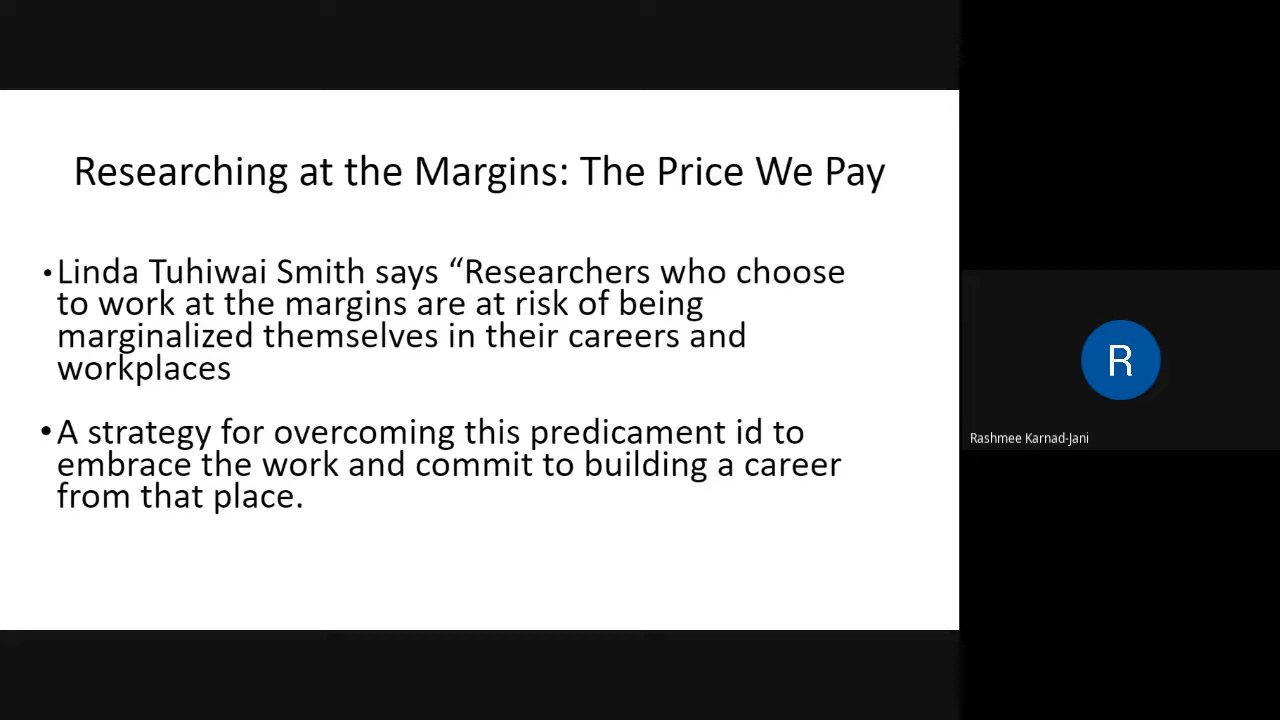 Researching at the Margins: The Price We Pay
•Linda Tuhiwai Smith says “Researchers who choose
to work at the margins are at risk of being
marginalized themselves in their careers and
workplaces
•A strategy for overcoming this predicament id to
embrace the work and commit to building a career
from that place.
R
Rashmee Karnad-Jani